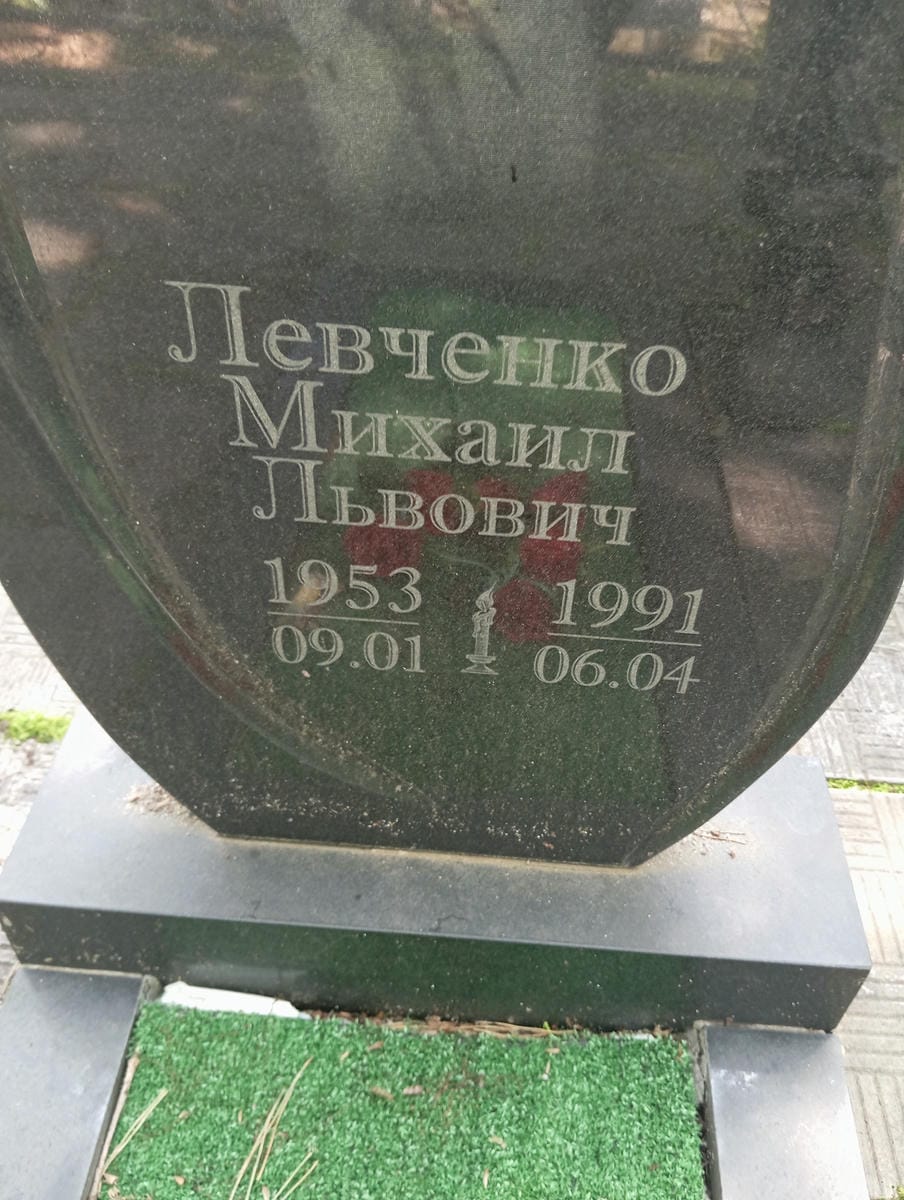 Левченко
Михаил
Львович
1953 1991
09.01 06.04